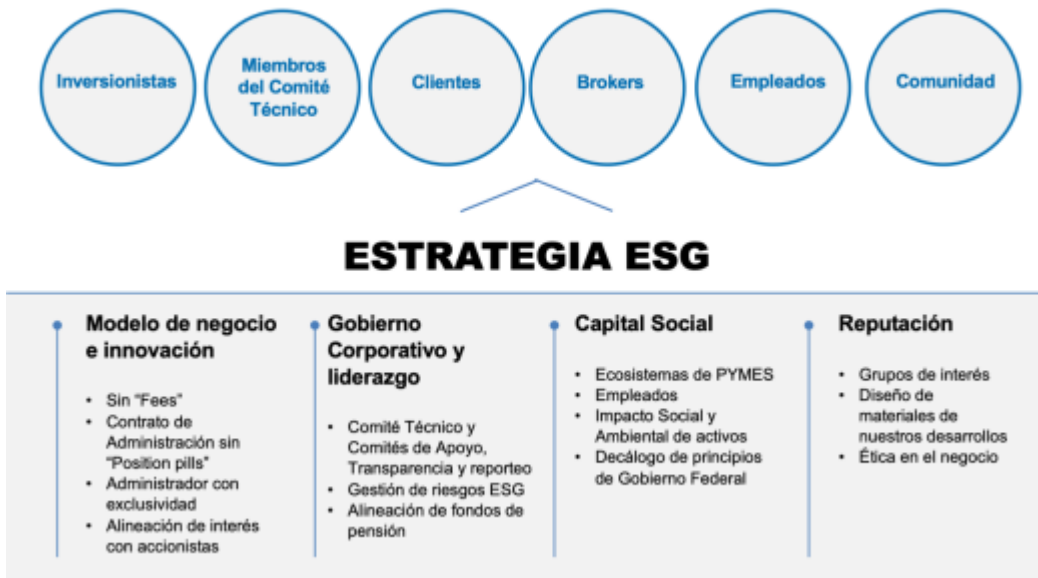 Inversionistas
Miembros
del Comité
Técnico
Clientes
Brokers
Empleados
Comunidad
ESTRATEGIA ESG
Modelo de negocio
e innovación
• Sin "Fees"
• Contrato de
Administración sin
"Position pills"
• Administrador con
exclusividad
• Alineación de interés
con accionistas
Gobierno
Corporativo y
liderazgo
• Comité Técnico y
Comités de Apoyo,
Transparencia y reporteo
• Gestión de riesgos ESG
• Alineación de fondos de
pensión
Capital Social
• Ecosistemas de PYMES
• Empleados
• Impacto Social y
Ambiental de activos
• Decálogo de principios
de Gobierno Federal
Reputación
• Grupos de interés
• Diseño de
materiales de
nuestros desarrollos
• Ética en el negocio